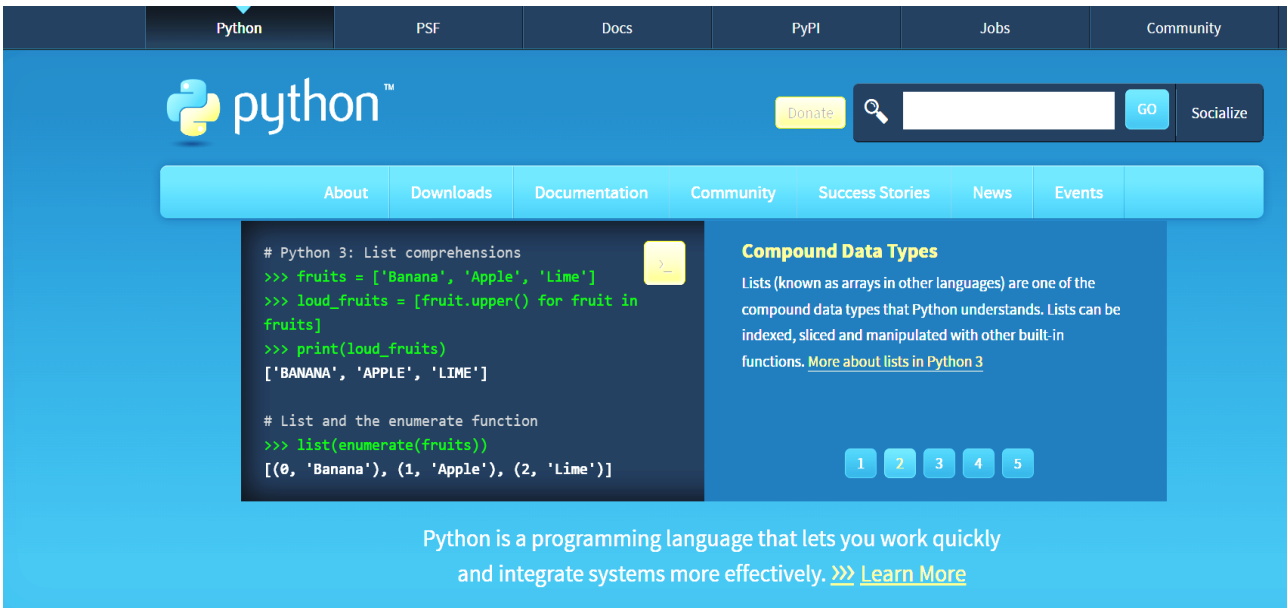 Python PSF Docs PyPI Jobs Community
python™
Donate GO Socialize
About Downloads Documentation Community Success Stories News Events
# Python 3: List comprehensions
>>> fruits = ['Banana', 'Apple', 'Lime']
>>> loud_fruits = [fruit.upper() for fruit in
fruits]
>>> print(loud_fruits)
['BANANA', 'APPLE', 'LIME']
# List and the enumerate function
>>> list(enumerate(fruits))
[(0, 'Banana'), (1, 'Apple'), (2, 'Lime')]
>_
Compound Data Types
Lists (known as arrays in other languages) are one of the
compound data types that Python understands. Lists can be
indexed, sliced and manipulated with other built-in
functions. More about lists in Python 3
1 2 3 4 5
Python is a programming language that lets you work quickly
and integrate systems more effectively. >>> Learn More